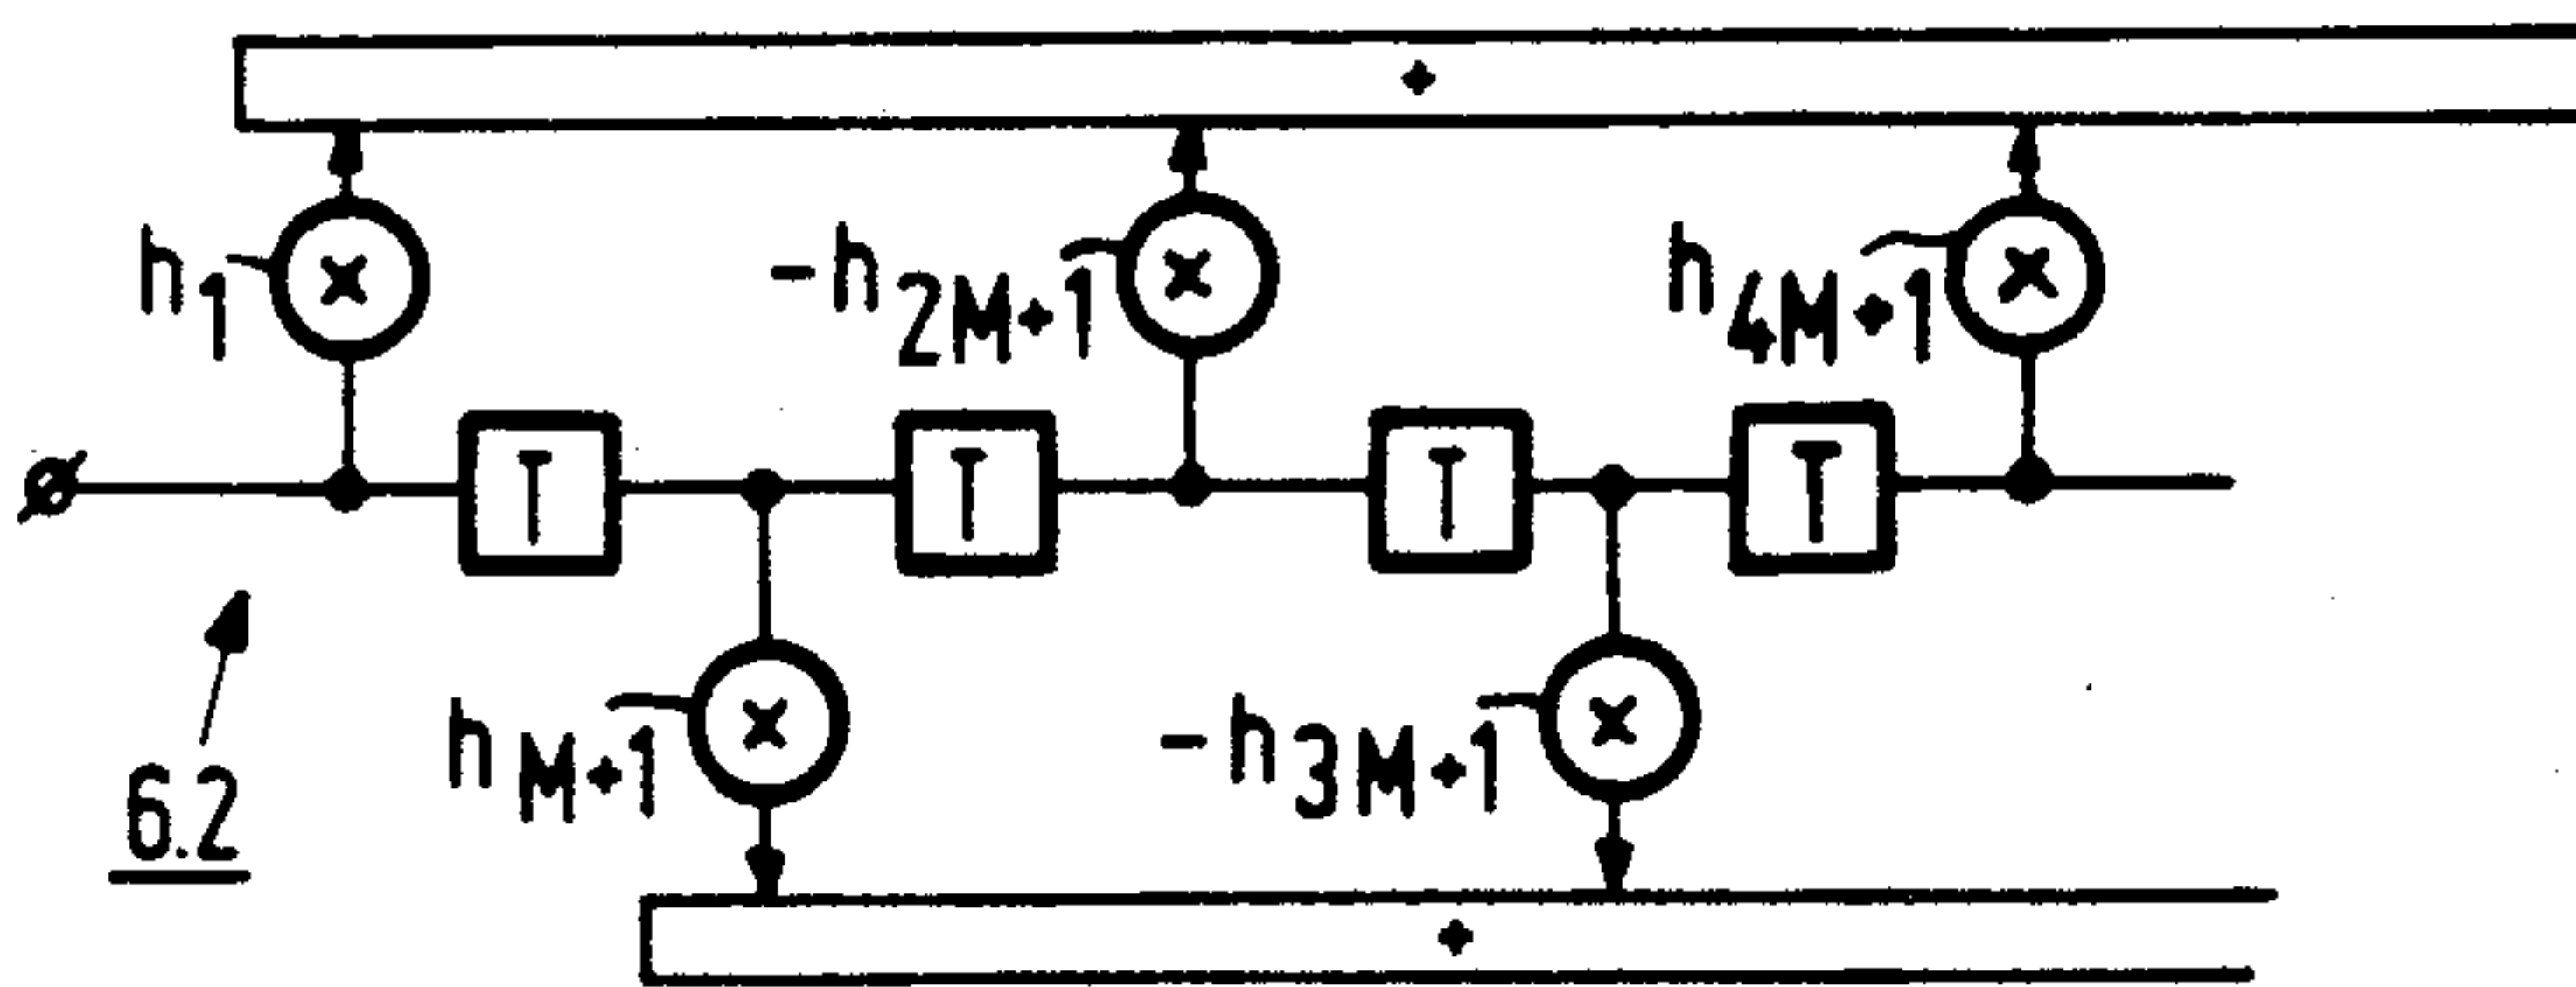 +
h1 × -h2M+1 × h4M+1 ×
T T T T
hM+1 × -h3M+1 ×
6.2
+